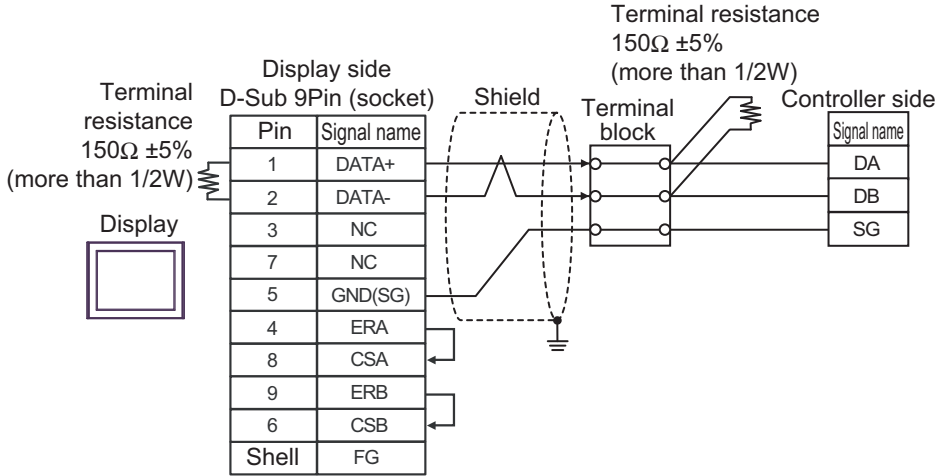 Terminal resistance
150Ω ±5%
(more than 1/2W)
Display side
D-Sub 9Pin (socket)
Terminal
resistance
150Ω ±5%
(more than 1/2W)
Display
Shield
Terminal
block
Controller side
Pin Signal name
1 DATA+
2 DATA-
3 NC
7 NC
5 GND(SG)
4 ERA
8 CSA
9 ERB
6 CSB
Shell FG
Signal name
DA
DB
SG